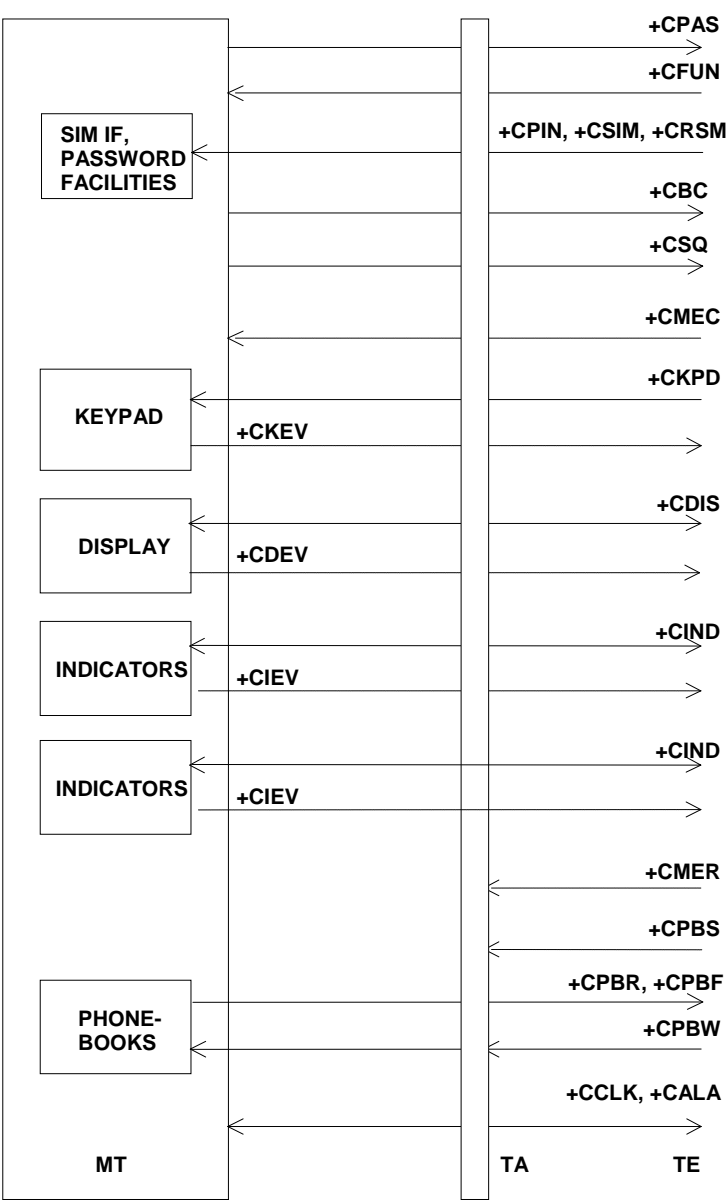 +CPAS
+CFUN
SIM IF,
PASSWORD
FACILITIES
+CPIN, +CSIM, +CRSM
+CBC
+CSQ
+CMEC
+CKPD
KEYPAD
+CKEV
+CDIS
DISPLAY
+CDEV
+CIND
INDICATORS
+CIEV
+CIND
INDICATORS
+CIEV
+CMER
+CPBS
+CPBR, +CPBF
PHONE-
BOOKS
+CPBW
+CCLK, +CALA
MT TA TE